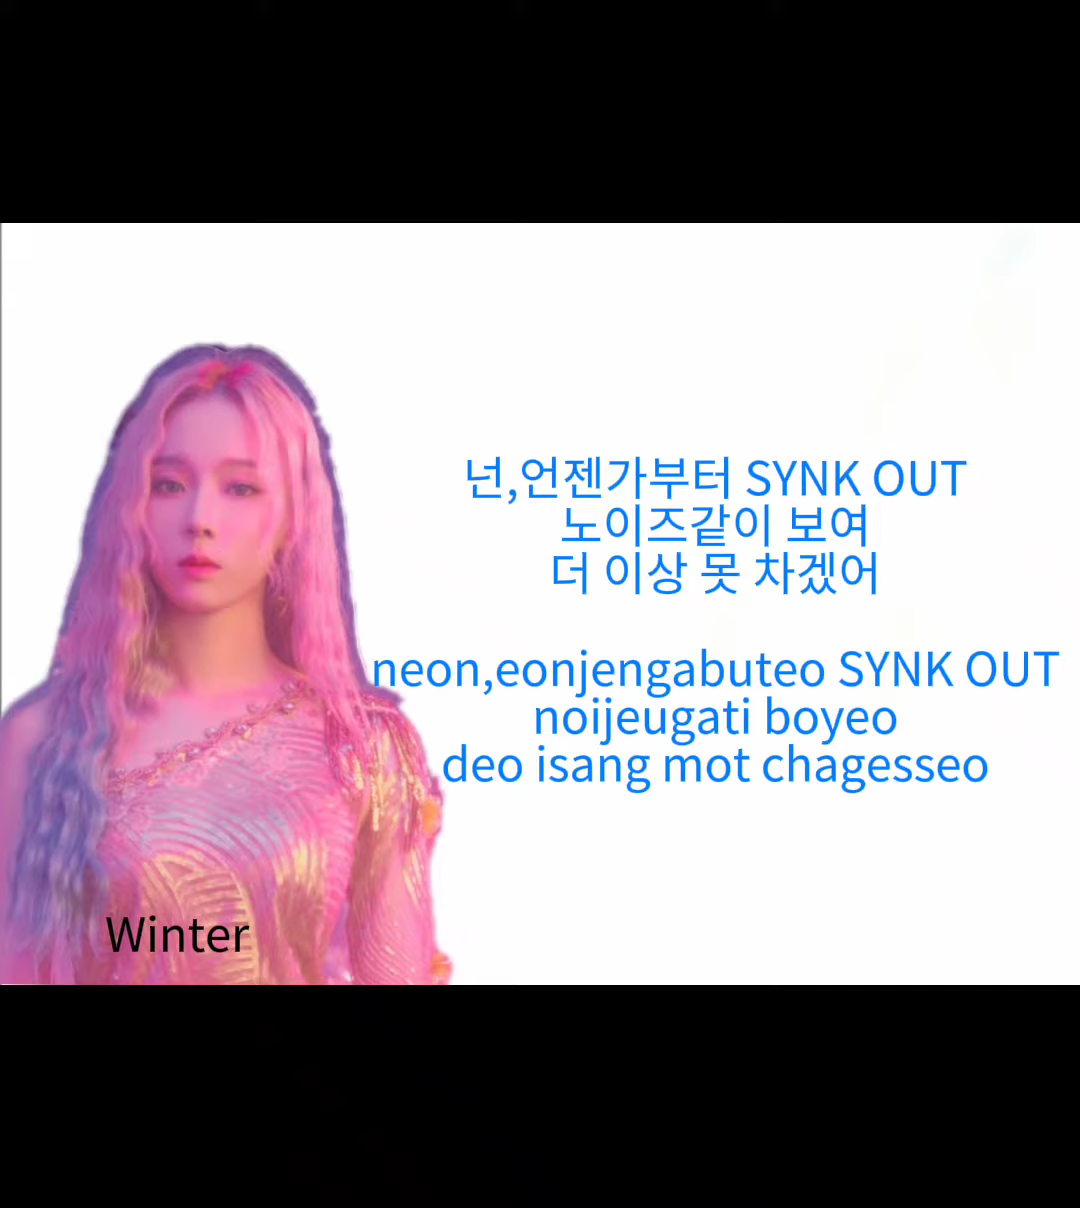 넌,언젠가부터 SYNK OUT
노이즈같이 보여
더 이상 못 차겠어
neon,eonjengabuteo SYNK OUT
noijeugati boyeo
deo isang mot chagesseo
Winter